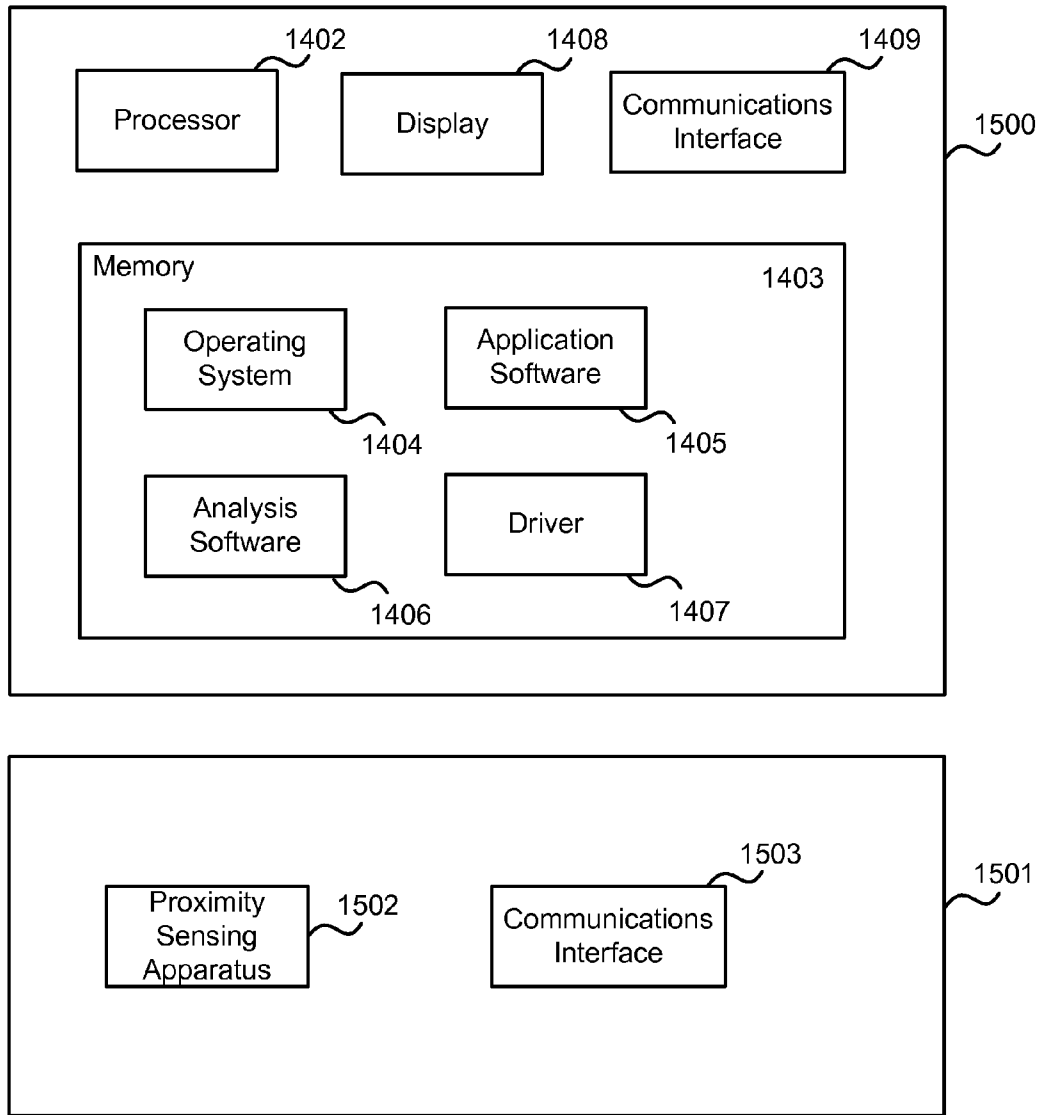 1402
1408
1409
Processor
Display
Communications
Interface
1500
Memory
1403
Operating
System
Application
Software
1404
1405
Analysis
Software
Driver
1406
1407
1503
1501
Proximity
Sensing
Apparatus
1502
Communications
Interface